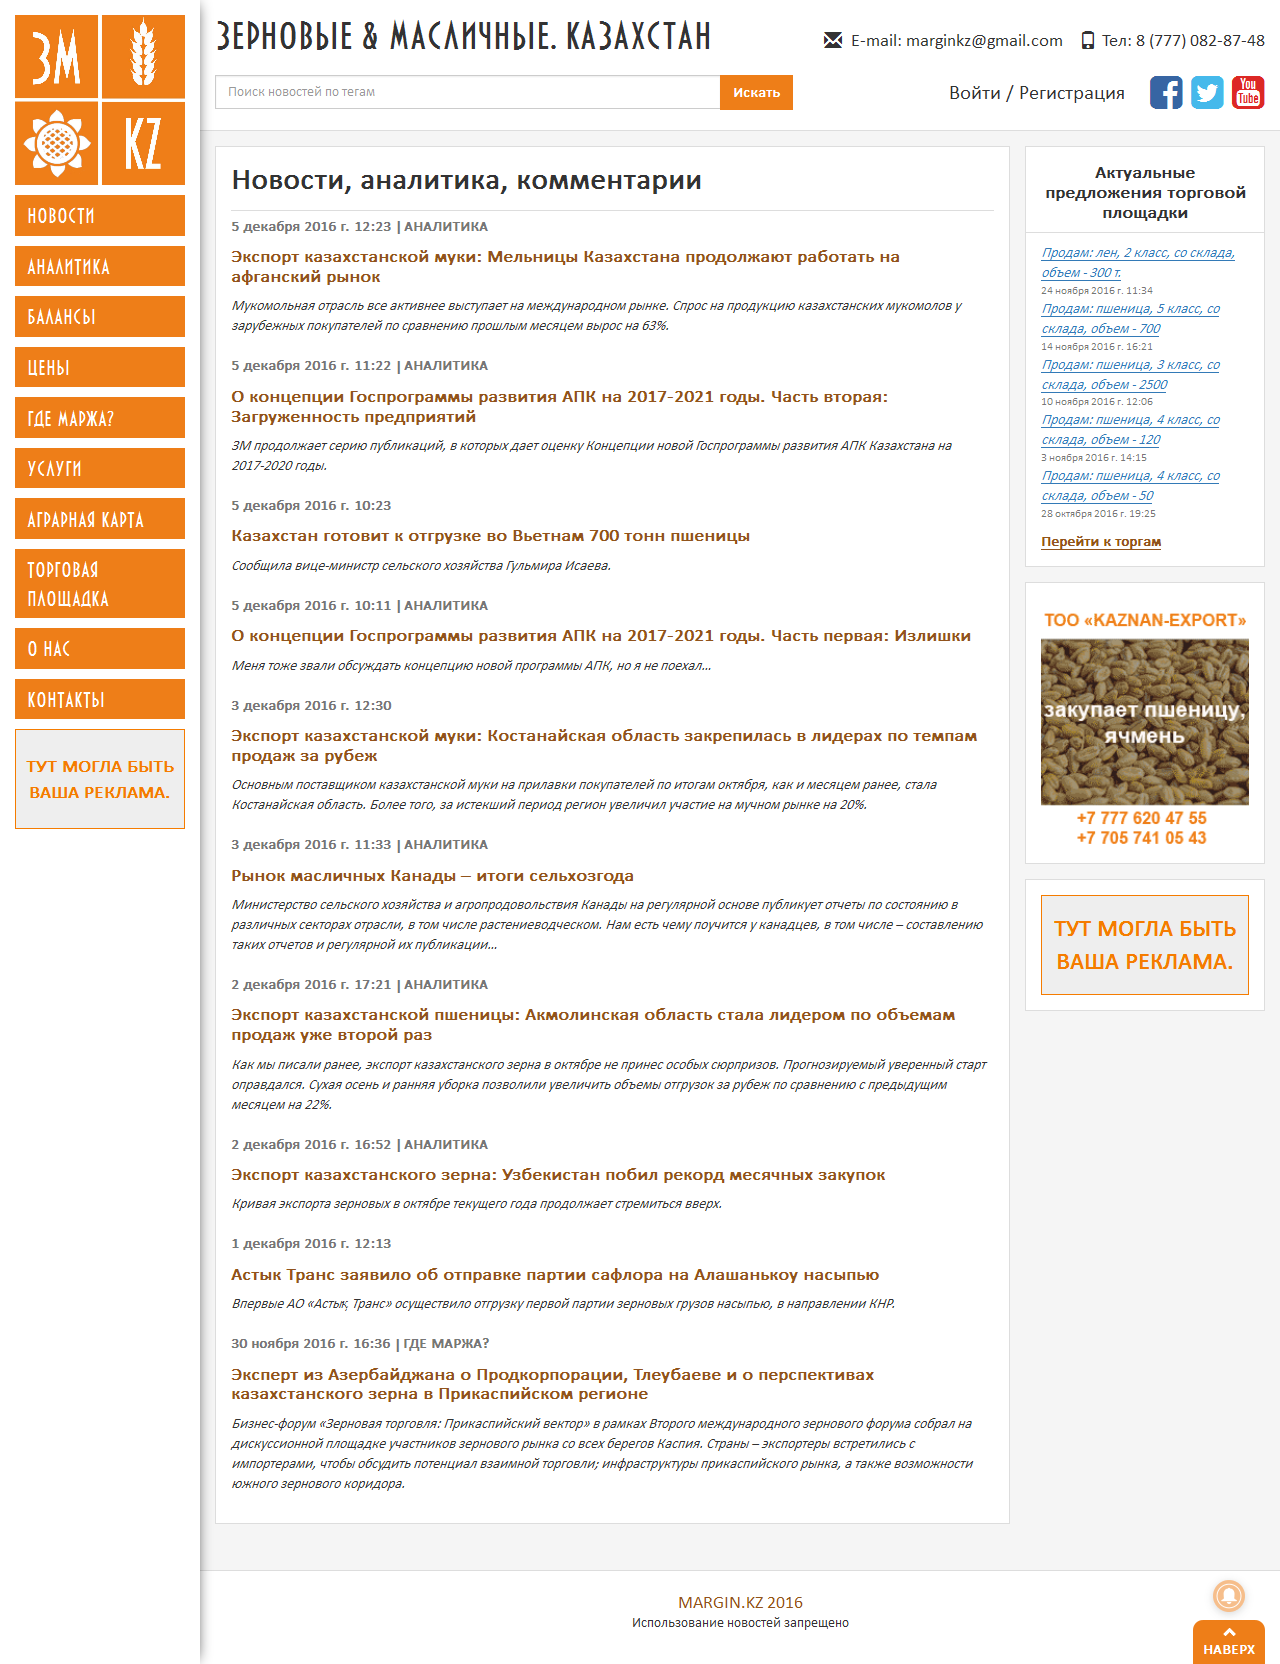 ЗМ
KZ
НОВОСТИ
АНАЛИТИКА
БАЛАНСЫ
ЦЕНЫ
ГДЕ МАРЖА?
УСЛУГИ
АГРАРНАЯ КАРТА
ТОРГОВАЯ
ПЛОЩАДКА
О НАС
КОНТАКТЫ
ТУТ МОГЛА БЫТЬ
ВАША РЕКЛАМА.
ЗЕРНОВЫЕ & МАСЛИЧНЫЕ. КАЗАХСТАН
E-mail: marginkz@gmail.com Тел: 8 (777) 082-87-48
Поиск новостей по тегам Искать
Войти / Регистрация
You
Tube
Новости, аналитика, комментарии
5 декабря 2016 г. 12:23 | АНАЛИТИКА
Экспорт казахстанской муки: Мельницы Казахстана продолжают работать на
афганский рынок
Мукомольная отрасль все активнее выступает на международном рынке. Спрос на продукцию казахстанских мукомолов у
зарубежных покупателей по сравнению прошлым месяцем вырос на 63%.
5 декабря 2016 г. 11:22 | АНАЛИТИКА
О концепции Госпрограммы развития АПК на 2017-2021 годы. Часть вторая:
Загруженность предприятий
ЗМ продолжает серию публикаций, в которых дает оценку Концепции новой Госпрограммы развития АПК Казахстана на
2017-2020 годы.
5 декабря 2016 г. 10:23
Казахстан готовит к отгрузке во Вьетнам 700 тонн пшеницы
Сообщила вице-министр сельского хозяйства Гульмира Исаева.
5 декабря 2016 г. 10:11 | АНАЛИТИКА
О концепции Госпрограммы развития АПК на 2017-2021 годы. Часть первая: Излишки
Меня тоже звали обсуждать концепцию новой программы АПК, но я не поехал...
3 декабря 2016 г. 12:30
Экспорт казахстанской муки: Костанайская область закрепилась в лидерах по темпам
продаж за рубеж
Основным поставщиком казахстанской муки на прилавки покупателей по итогам октября, как и месяцем ранее, стала
Костанайская область. Более того, за истекший период регион увеличил участие на мучном рынке на 20%.
3 декабря 2016 г. 11:33 | АНАЛИТИКА
Рынок масличных Канады – итоги сельхозгода
Министерство сельского хозяйства и агропродовольствия Канады на регулярной основе публикует отчеты по состоянию в
различных секторах отрасли, в том числе растениеводческом. Нам есть чему поучится у канадцев, в том числе – составлению
таких отчетов и регулярной их публикации...
2 декабря 2016 г. 17:21 | АНАЛИТИКА
Экспорт казахстанской пшеницы: Акмолинская область стала лидером по объемам
продаж уже второй раз
Как мы писали ранее, экспорт казахстанского зерна в октябре не принес особых сюрпризов. Прогнозируемый уверенный старт
оправдался. Сухая осень и ранняя уборка позволили увеличить объемы отгрузок за рубеж по сравнению с предыдущим
месяцем на 22%.
2 декабря 2016 г. 16:52 | АНАЛИТИКА
Экспорт казахстанского зерна: Узбекистан побил рекорд месячных закупок
Кривая экспорта зерновых в октябре текущего года продолжает стремиться вверх.
1 декабря 2016 г. 12:13
Астык Транс заявило об отправке партии сафлора на Алашанькоу насыпью
Впервые АО «Астық Транс» осуществило отгрузку первой партии зерновых грузов насыпью, в направлении КНР.
30 ноября 2016 г. 16:36 | ГДЕ МАРЖА?
Эксперт из Азербайджана о Продкорпорации, Тлеубаеве и о перспективах
казахстанского зерна в Прикаспийском регионе
Бизнес-форум «Зерновая торговля: Прикаспийский вектор» в рамках Второго международного зернового форума собрал на
дискуссионной площадке участников зернового рынка со всех берегов Каспия. Страны – экспортеры встретились с
импортерами, чтобы обсудить потенциал взаимной торговли; инфраструктуры прикаспийского рынка, а также возможности
южного зернового коридора.
Актуальные
предложения торговой
площадки
Продам: лен, 2 класс, со склада,
объем - 300 т.
24 ноября 2016 г. 11:34
Продам: пшеница, 5 класс, со
склада, объем - 700
14 ноября 2016 г. 16:21
Продам: пшеница, 3 класс, со
склада, объем - 2500
10 ноября 2016 г. 12:06
Продам: пшеница, 4 класс, со
склада, объем - 120
3 ноября 2016 г. 14:15
Продам: пшеница, 4 класс, со
склада, объем - 50
28 октября 2016 г. 19:25
Перейти к торгам
ТОО «KAZNAN-EXPORT»
закупает пшеницу,
ячмень
+7 777 620 47 55
+7 705 741 05 43
ТУТ МОГЛА БЫТЬ
ВАША РЕКЛАМА.
MARGIN.KZ 2016
Использование новостей запрещено
НАВЕРХ